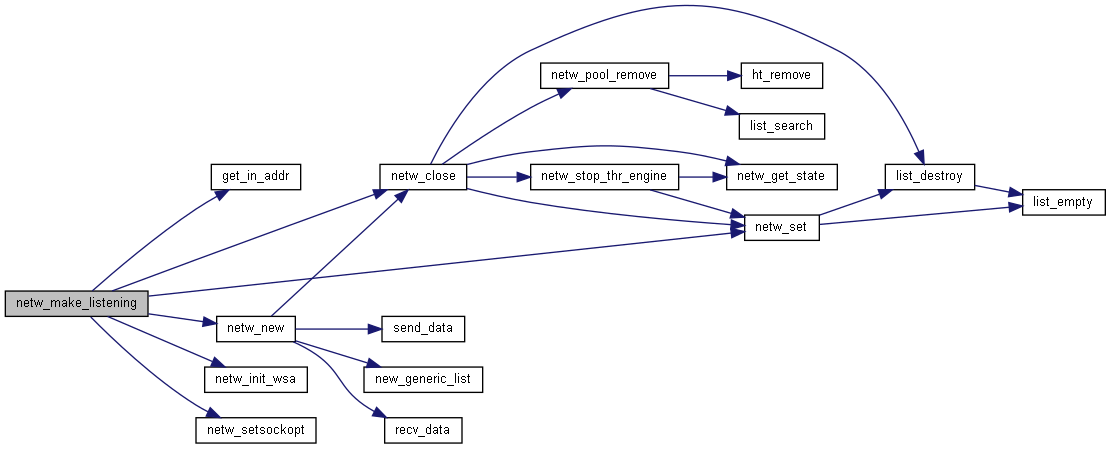 netw_pool_remove
ht_remove
list_search
get_in_addr
netw_close
netw_stop_thr_engine
netw_get_state
list_destroy
list_empty
netw_set
netw_make_listening
netw_new
send_data
netw_init_wsa
new_generic_list
netw_setsockopt
recv_data